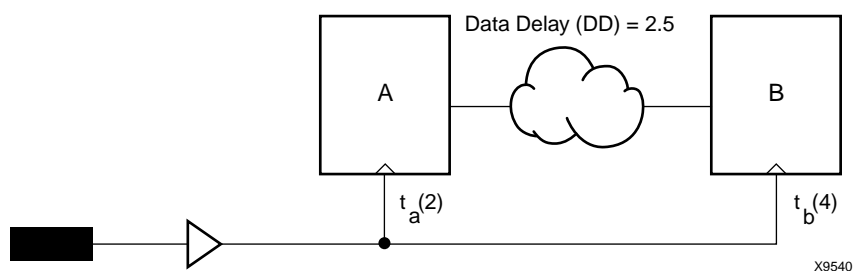 Data Delay (DD) = 2.5
A
B
t_a(2)
t_b(4)
X9540